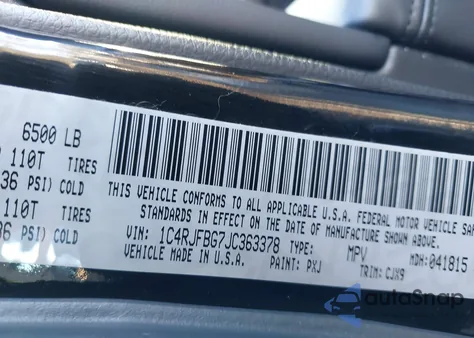 6500 LB
110T TIRES
36 PSI) COLD
110T TIRES
36 PSI) COLD
THIS VEHICLE CONFORMS TO ALL APPLICABLE U.S.A. FEDERAL MOTOR VEHICLE SAF
STANDARDS IN EFFECT ON THE DATE OF MANUFACTURE SHOWN ABOVE.
VIN: 1C4RJFBG7JC363378 TYPE: MPV MDH: 041815
VEHICLE MADE IN U.S.A. PAINT: PXJ TRIM: CJX9
autoSnap